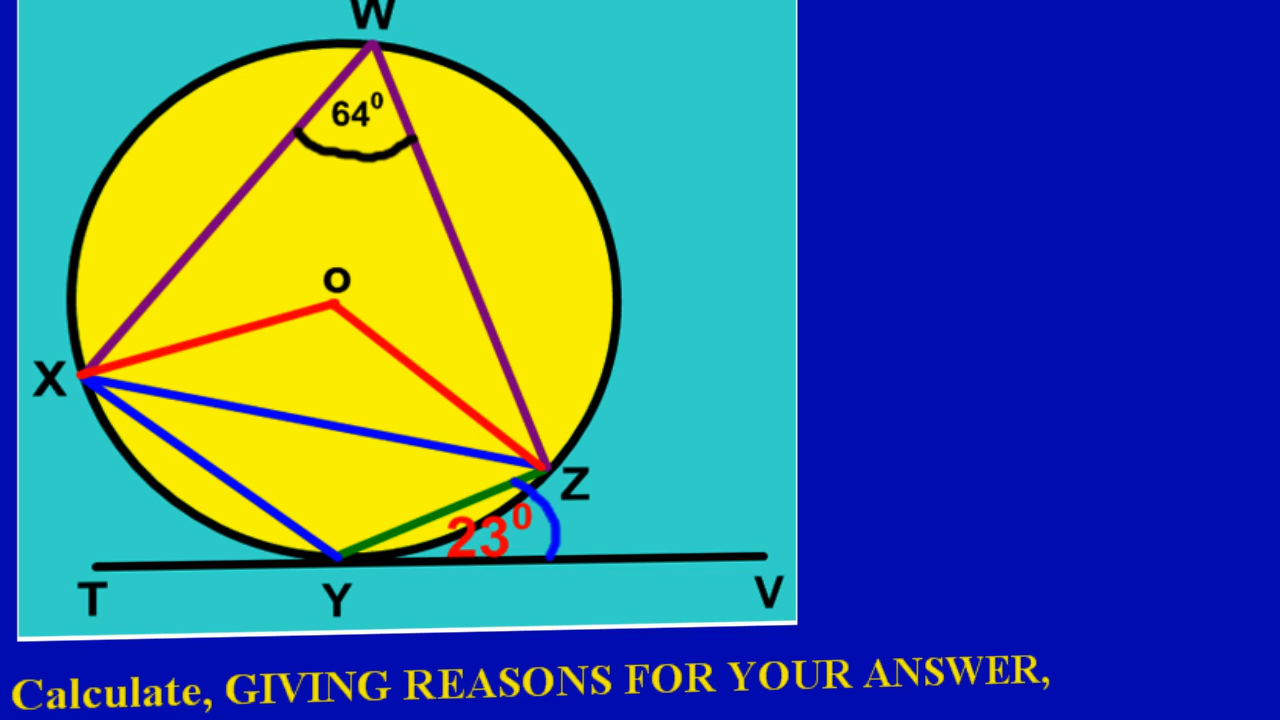 W
64⁰
O
X
Z
23⁰
T
Y
V
Calculate, GIVING REASONS FOR YOUR ANSWER,